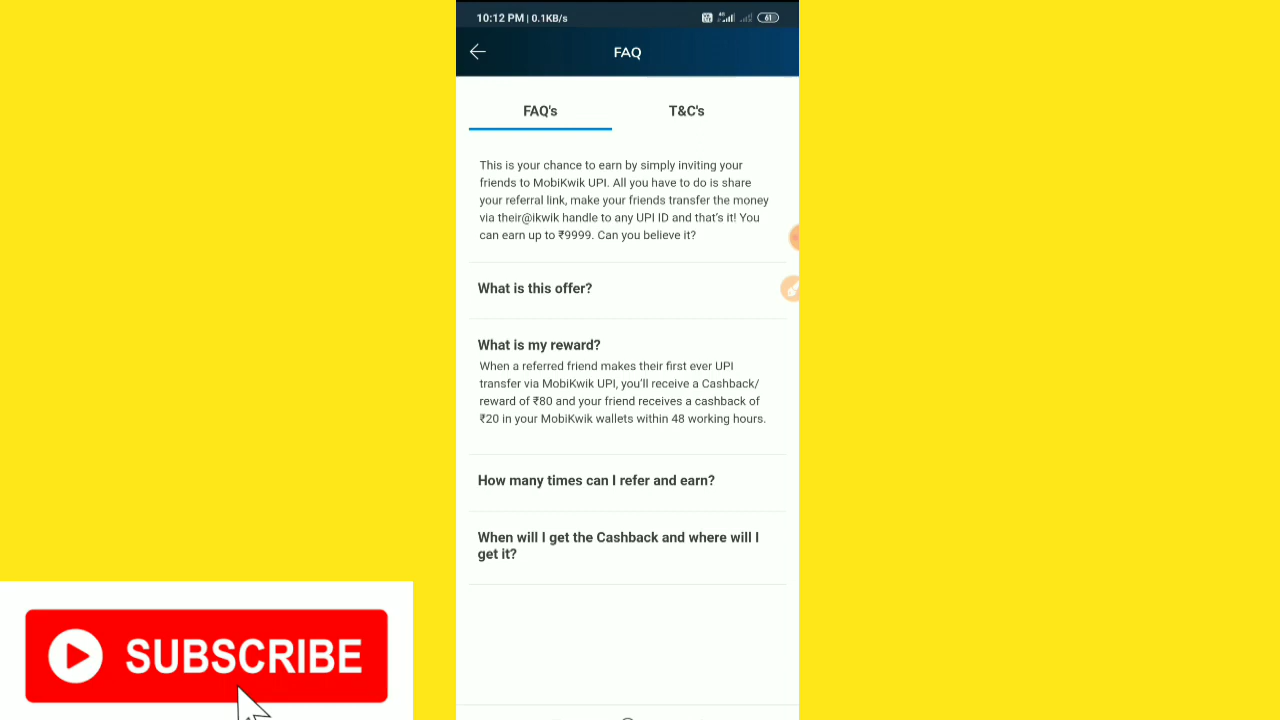 10:12 PM | 0.1KB/s
4G
61
FAQ
FAQ's
T&C's
This is your chance to earn by simply inviting your
friends to MobiKwik UPI. All you have to do is share
your referral link, make your friends transfer the money
via their@ikwik handle to any UPI ID and that's it! You
can earn up to ₹9999. Can you believe it?
What is this offer?
What is my reward?
When a referred friend makes their first ever UPI
transfer via MobiKwik UPI, you'll receive a Cashback/
reward of ₹80 and your friend receives a cashback of
₹20 in your MobiKwik wallets within 48 working hours.
How many times can I refer and earn?
When will I get the Cashback and where will I
get it?
SUBSCRIBE